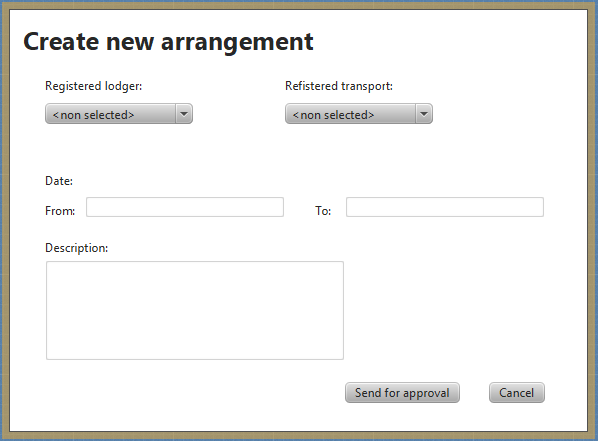 Create new arrangement
Registered lodger: Refistered transport:
<non selected> <non selected>
Date:
From: To:
Description:
Send for approval Cancel